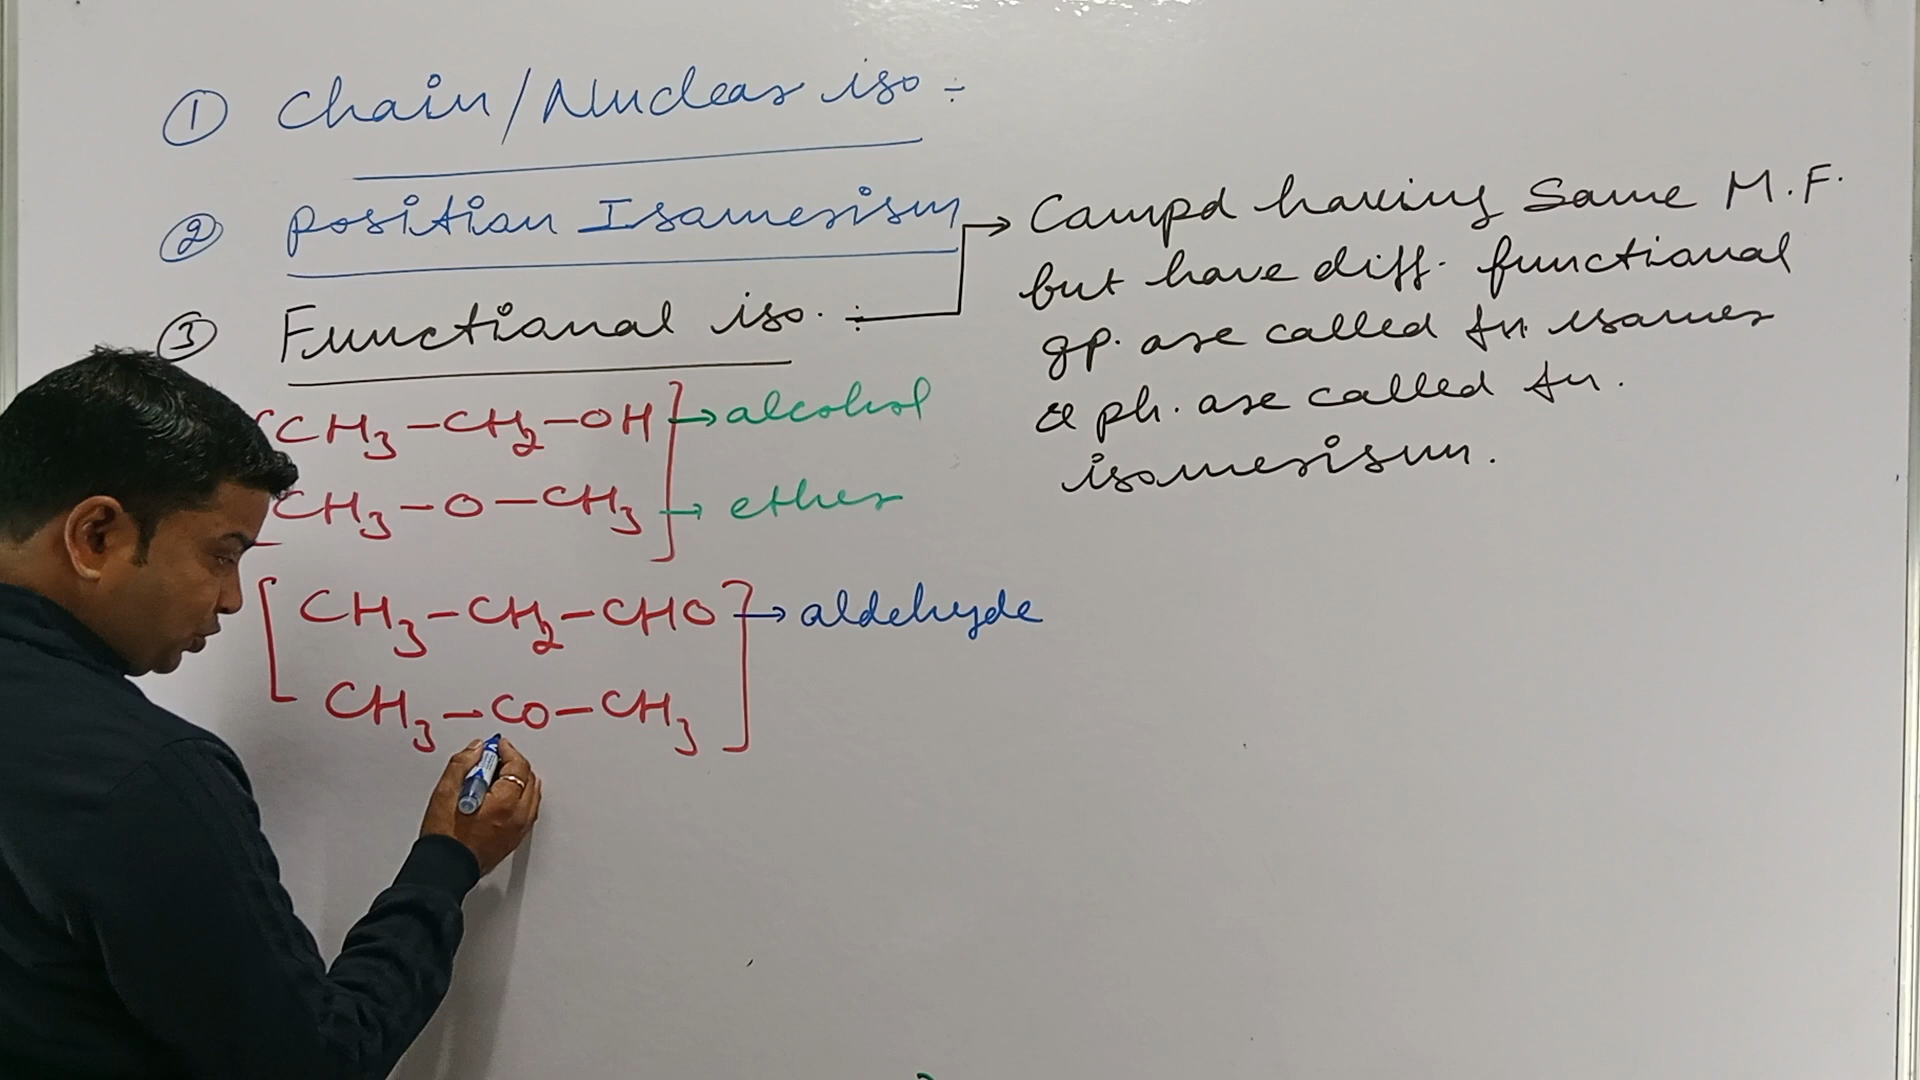 ① Chain/Nuclear iso ÷
② position Isomerism
③ Functional iso. ÷
→ Compd having Same M.F.
but have diff. functional
gp. are called fn isomer
& ph. are called fn.
isomerism.
CH₃-CH₂-OH → alcohol
CH₃-O-CH₃ → ether
CH₃-CH₂-CHO → aldehyde
CH₃-CO-CH₃